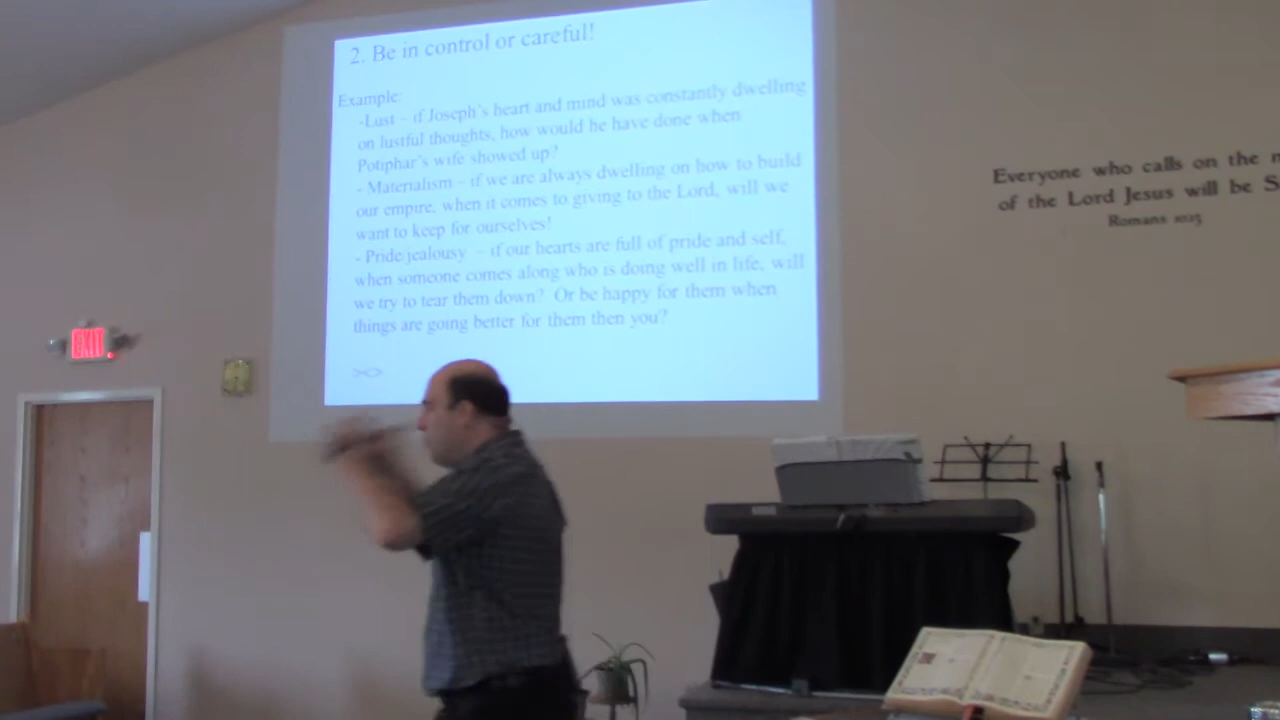 2. Be in control or careful!
Example:
-Lust – if Joseph's heart and mind was constantly dwelling
on lustful thoughts, how would he have done when
Potiphar's wife showed up?
- Materialism – if we are always dwelling on how to build
our empire, when it comes to giving to the Lord, will we
want to keep for ourselves!
- Pride/jealousy – if our hearts are full of pride and self,
when someone comes along who is doing well in life, will
we try to tear them down? Or be happy for them when
things are going better for them then you?
Everyone who calls on the
of the Lord Jesus will be
Romans 10:13
EXIT